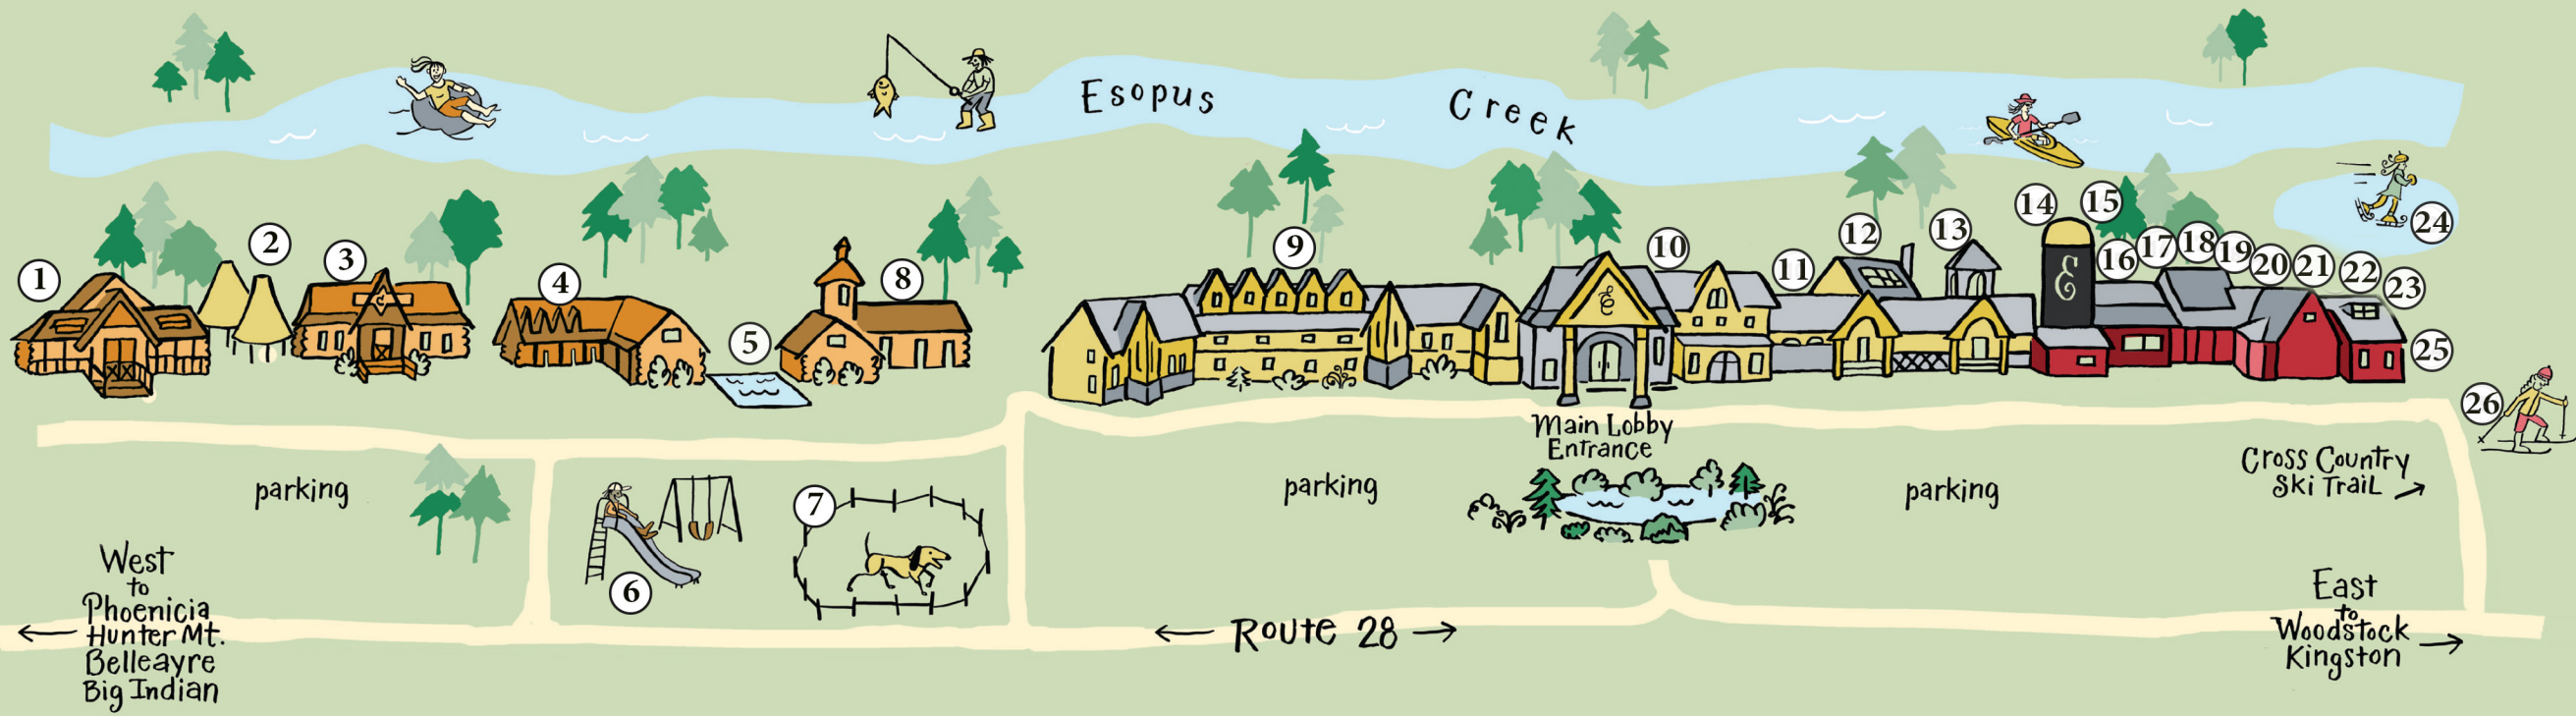 Esopus Creek
1
2
3
4
5
6
7
8
9
10
11
12
13
14
15
16
17
18
19
20
21
22
23
24
25
26
E
E
Main Lobby
Entrance
parking
parking
parking
Cross Country
Ski Trail →
West
to
Phoenicia
← Hunter Mt.
Belleayre
Big Indian
← Route 28 →
East
to
Woodstock →
Kingston